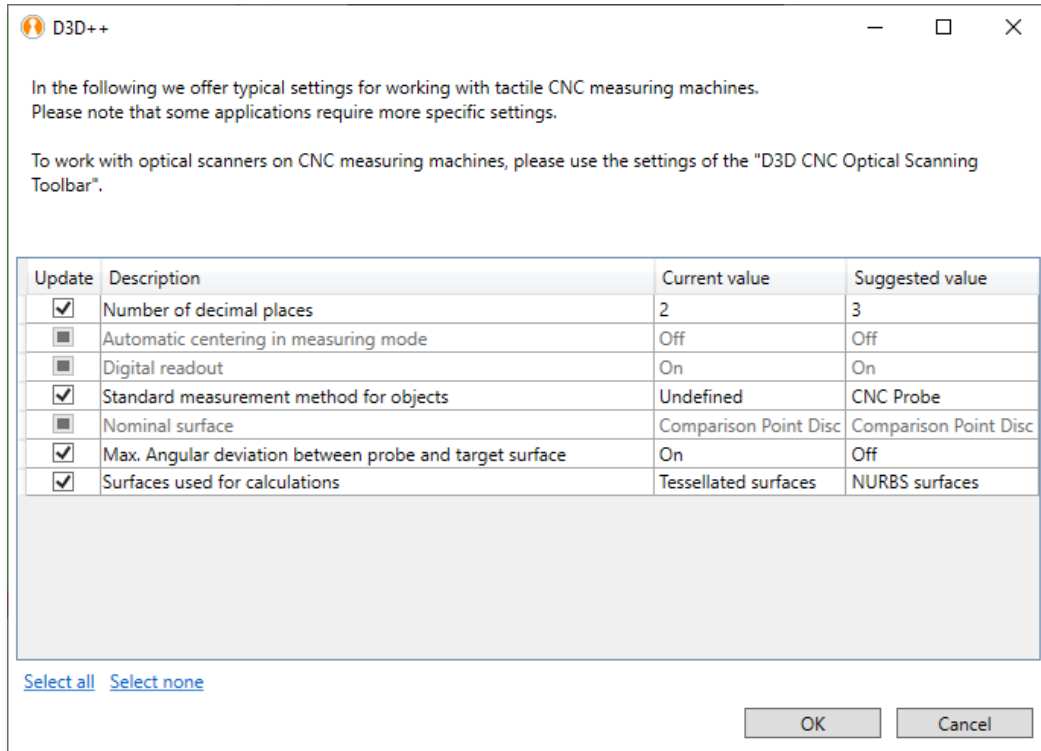 D3D++
In the following we offer typical settings for working with tactile CNC measuring machines.
Please note that some applications require more specific settings.
To work with optical scanners on CNC measuring machines, please use the settings of the "D3D CNC Optical Scanning
Toolbar".
Update Description Current value Suggested value
Number of decimal places 2 3
Automatic centering in measuring mode Off Off
Digital readout On On
Standard measurement method for objects Undefined CNC Probe
Nominal surface Comparison Point Disc Comparison Point Disc
Max. Angular deviation between probe and target surface On Off
Surfaces used for calculations Tessellated surfaces NURBS surfaces
Select all Select none
OK Cancel